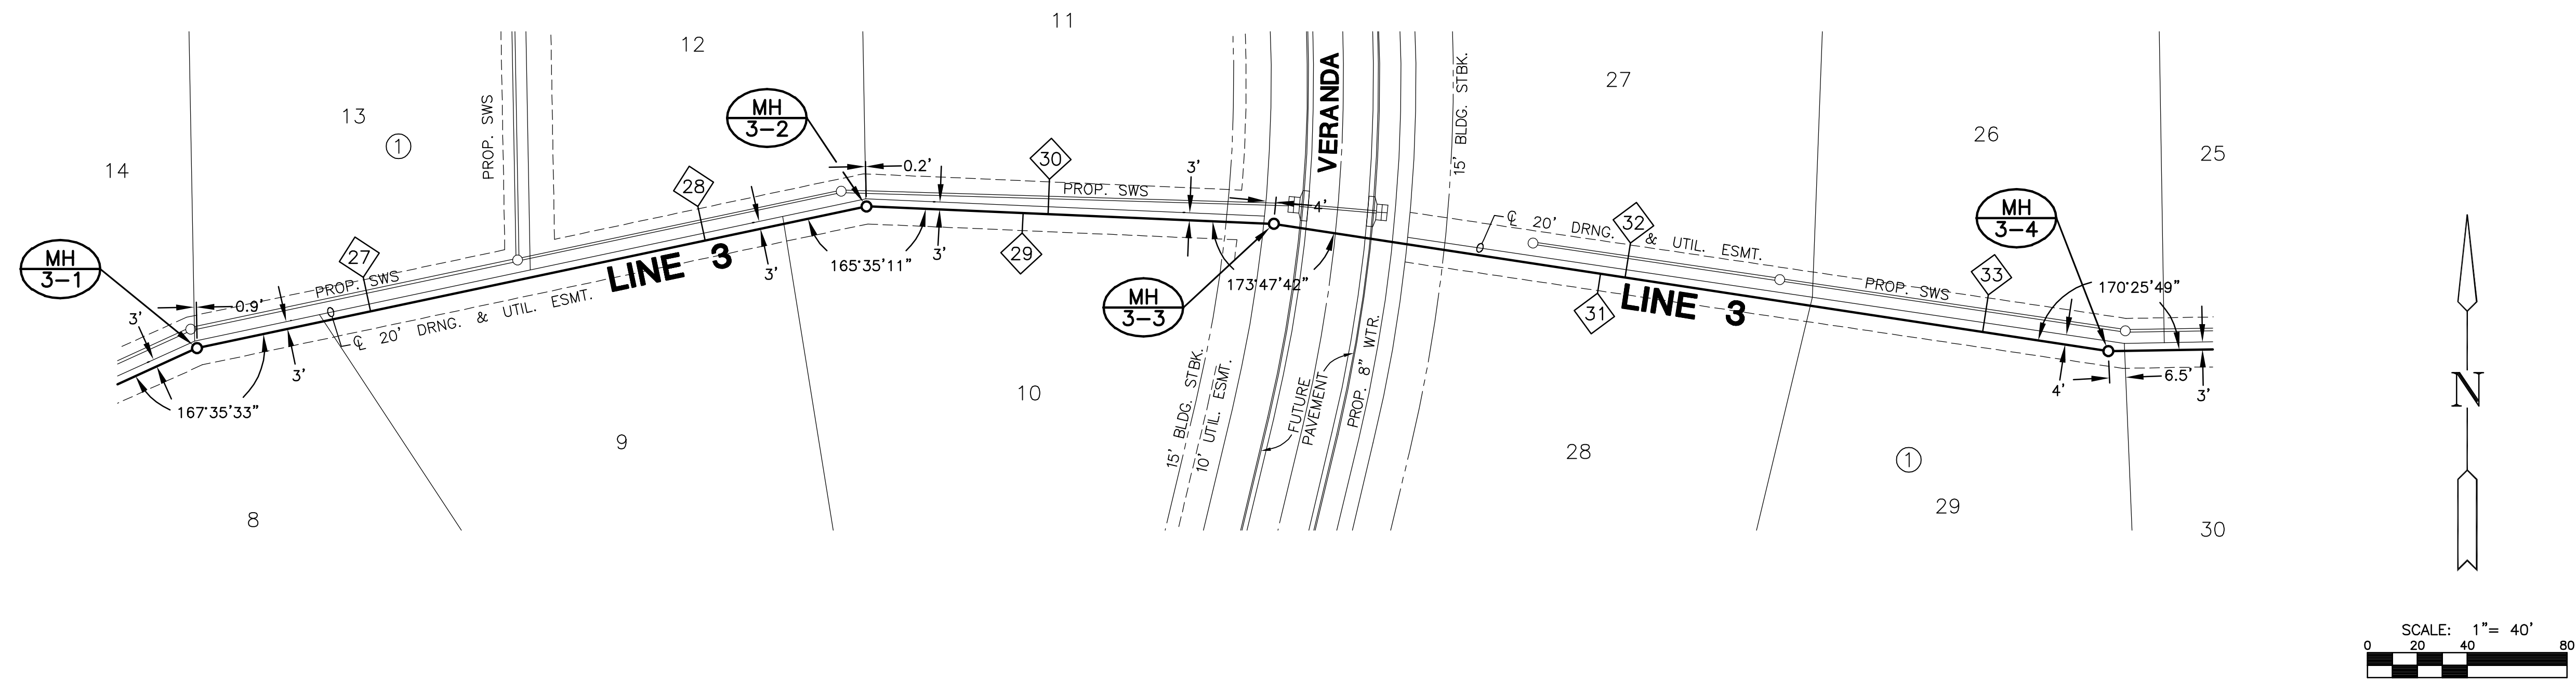 11
12
27
13
1
14
PROP. SWS
MH
3-2
VERANDA
15' BLDG. STBK.
26
25
0.2'
30
3'
PROP. SWS
28
4'
MH
3-1
27
PROP. SWS
0.9'
3'
℄ 20' DRNG. & UTIL. ESMT.
3'
167°35'33"
LINE 3
3'
165°35'11"
3'
29
MH
3-3
173°47'42"
℄ 20' DRNG. & UTIL. ESMT.
32
31
LINE 3
PROP. SWS
33
MH
3-4
170°25'49"
4'
6.5'
3'
15' BLDG. STBK.
10' UTIL. ESMT.
FUTURE
PAVEMENT
PROP. 8" WTR.
8
9
10
28
1
29
30
N
SCALE: 1"= 40'
0 20 40 80